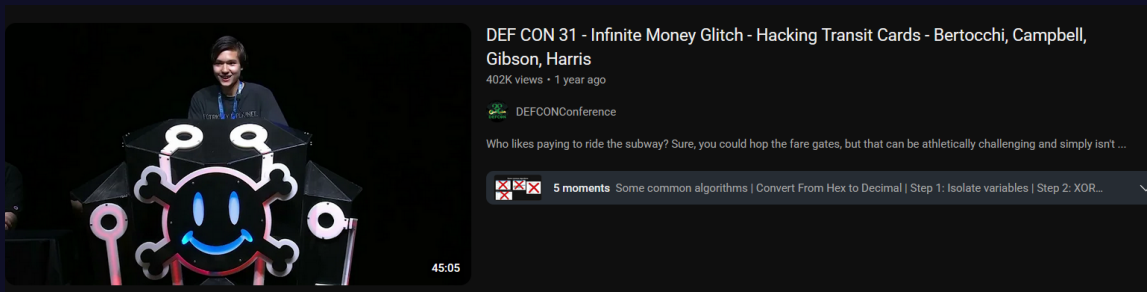 DEF CON 31 - Infinite Money Glitch - Hacking Transit Cards - Bertocchi, Campbell,
Gibson, Harris
402K views • 1 year ago
DEFCONConference
Who likes paying to ride the subway? Sure, you could hop the fare gates, but that can be athletically challenging and simply isn't ...
5 moments Some common algorithms | Convert From Hex to Decimal | Step 1: Isolate variables | Step 2: XOR...
45:05